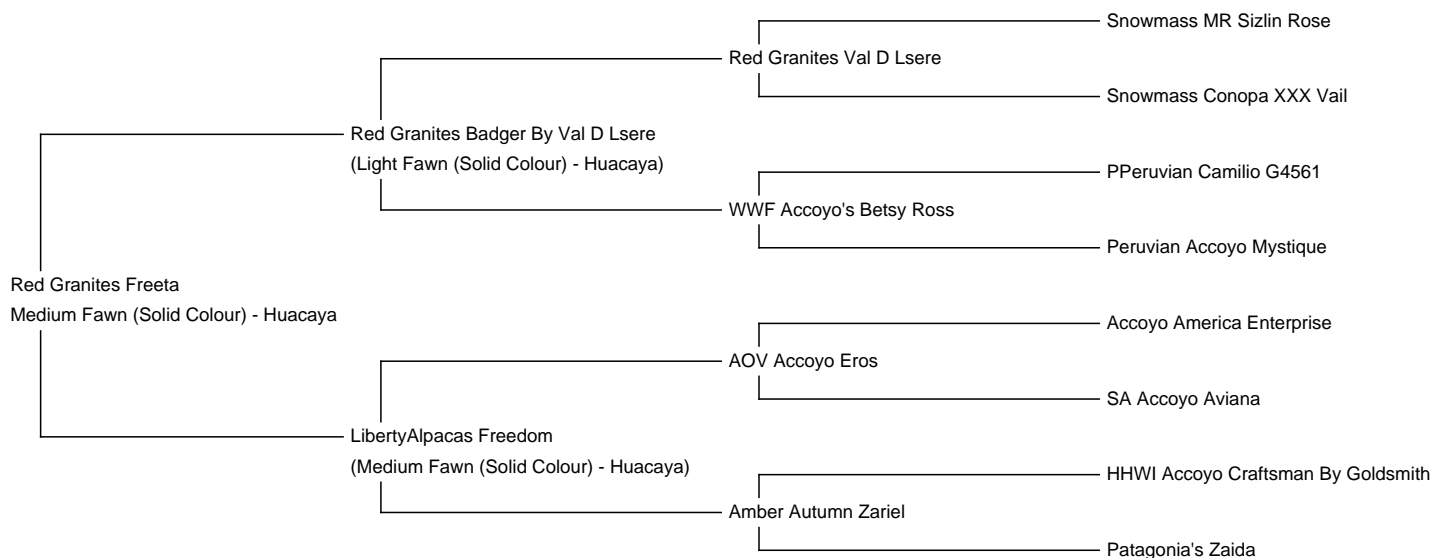 Snowmass MR Sizlin Rose
Red Granites Val D Lsere
Snowmass Conopa XXX Vail
Red Granites Badger By Val D Lsere
(Light Fawn (Solid Colour) - Huacaya)
PPeruvian Camilio G4561
WWF Accoyo's Betsy Ross
Peruvian Accoyo Mystique
Red Granites Freeta
Medium Fawn (Solid Colour) - Huacaya
Accoyo America Enterprise
AOV Accoyo Eros
SA Accoyo Aviana
LibertyAlpacas Freedom
(Medium Fawn (Solid Colour) - Huacaya)
HHWI Accoyo Craftsman By Goldsmith
Amber Autumn Zariel
Patagonia's Zaida